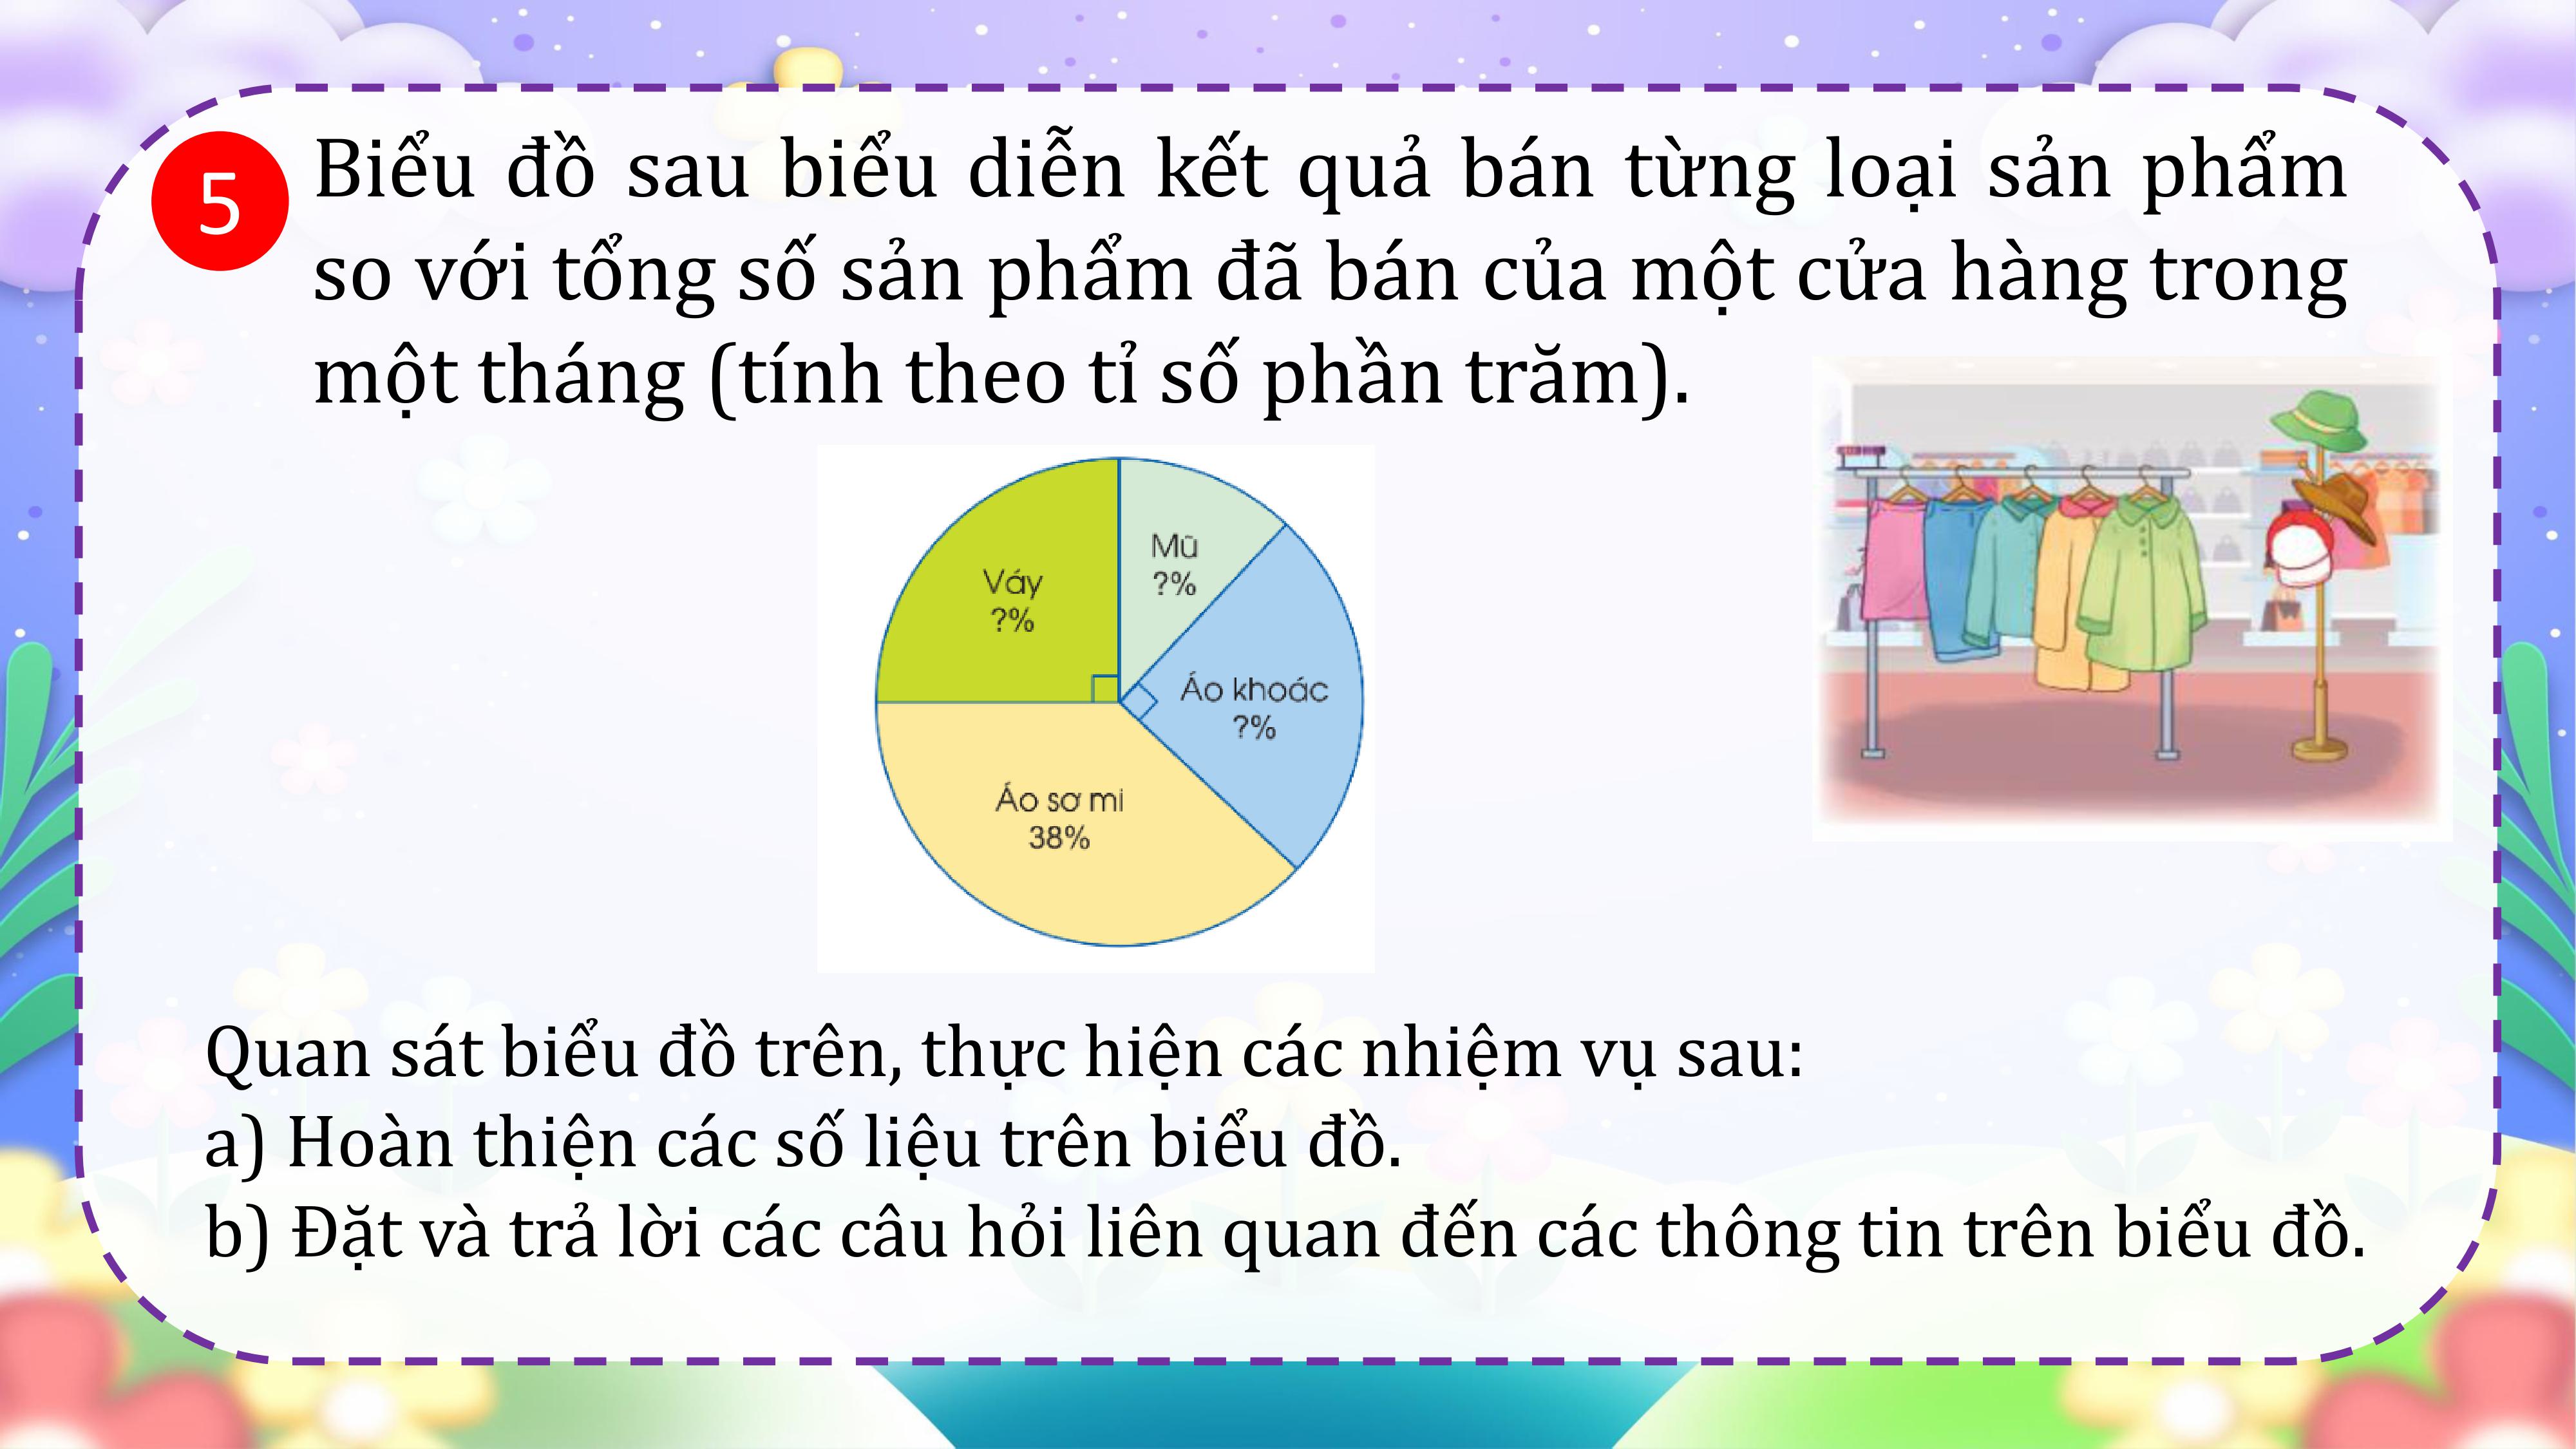 5
Biểu đồ sau biểu diễn kết quả bán từng loại sản phẩm
so với tổng số sản phẩm đã bán của một cửa hàng trong
một tháng (tính theo tỉ số phần trăm).
Mũ
?%
Váy
?%
Áo khoác
?%
Áo sơ mi
38%
Quan sát biểu đồ trên, thực hiện các nhiệm vụ sau:
a) Hoàn thiện các số liệu trên biểu đồ.
b) Đặt và trả lời các câu hỏi liên quan đến các thông tin trên biểu đồ.